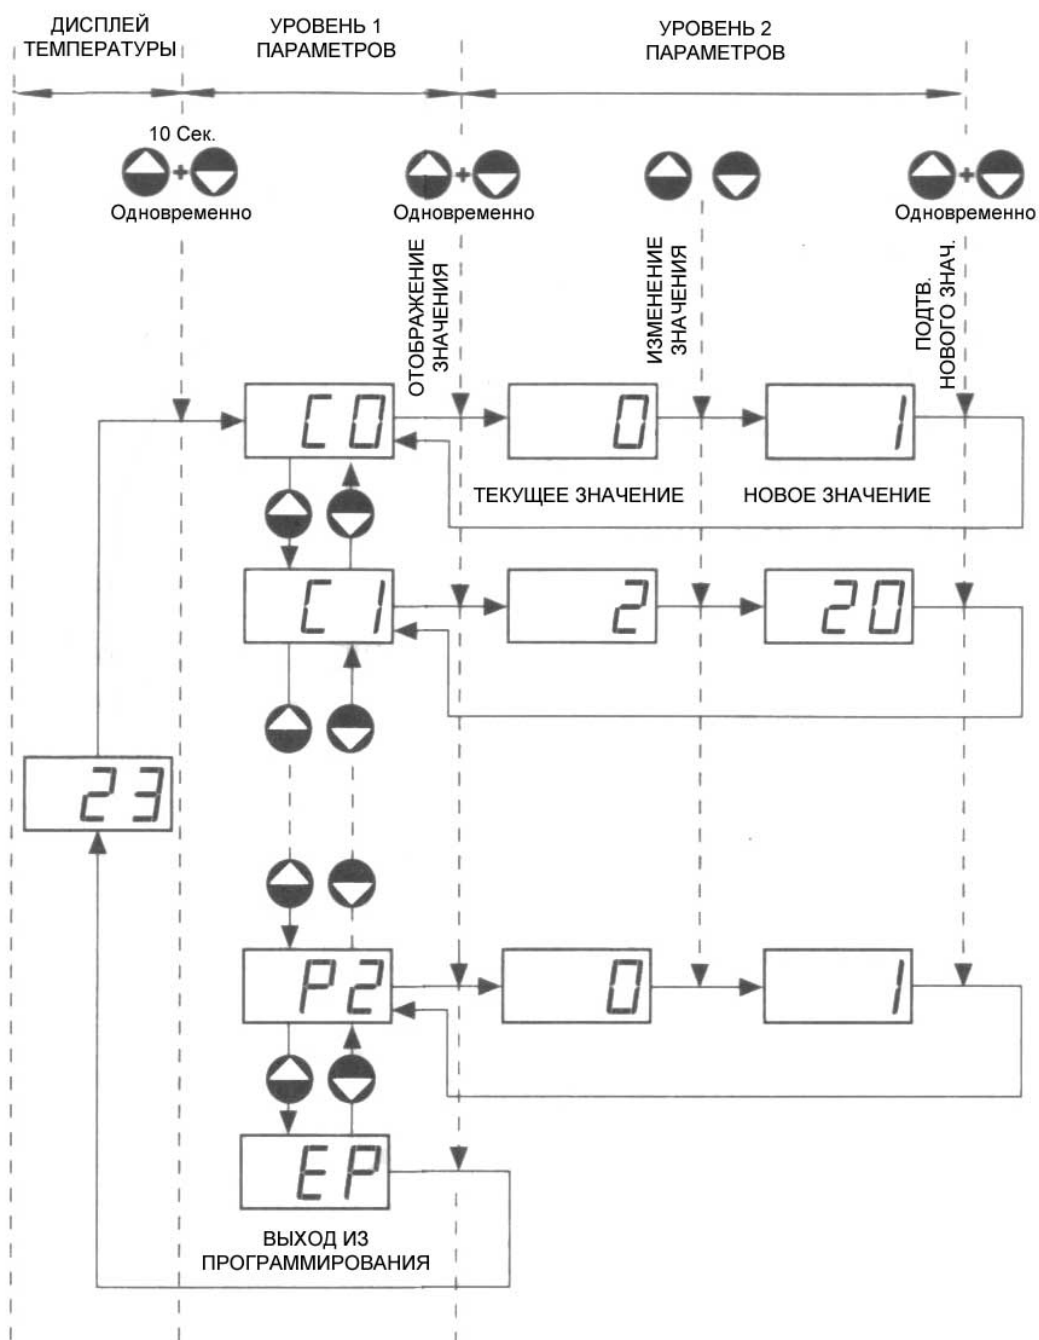 ДИСПЛЕЙ
ТЕМПЕРАТУРЫ
УРОВЕНЬ 1
ПАРАМЕТРОВ
УРОВЕНЬ 2
ПАРАМЕТРОВ
10 Сек.
+
+
+
Одновременно
Одновременно
Одновременно
ОТОБРАЖЕНИЕ
ЗНАЧЕНИЯ
ИЗМЕНЕНИЕ
ЗНАЧЕНИЯ
ПОДТВ.
НОВОГО ЗНАЧ.
C0
0
1
ТЕКУЩЕЕ ЗНАЧЕНИЕ
НОВОЕ ЗНАЧЕНИЕ
C1
2
20
23
P2
0
1
EP
ВЫХОД ИЗ
ПРОГРАММИРОВАНИЯ